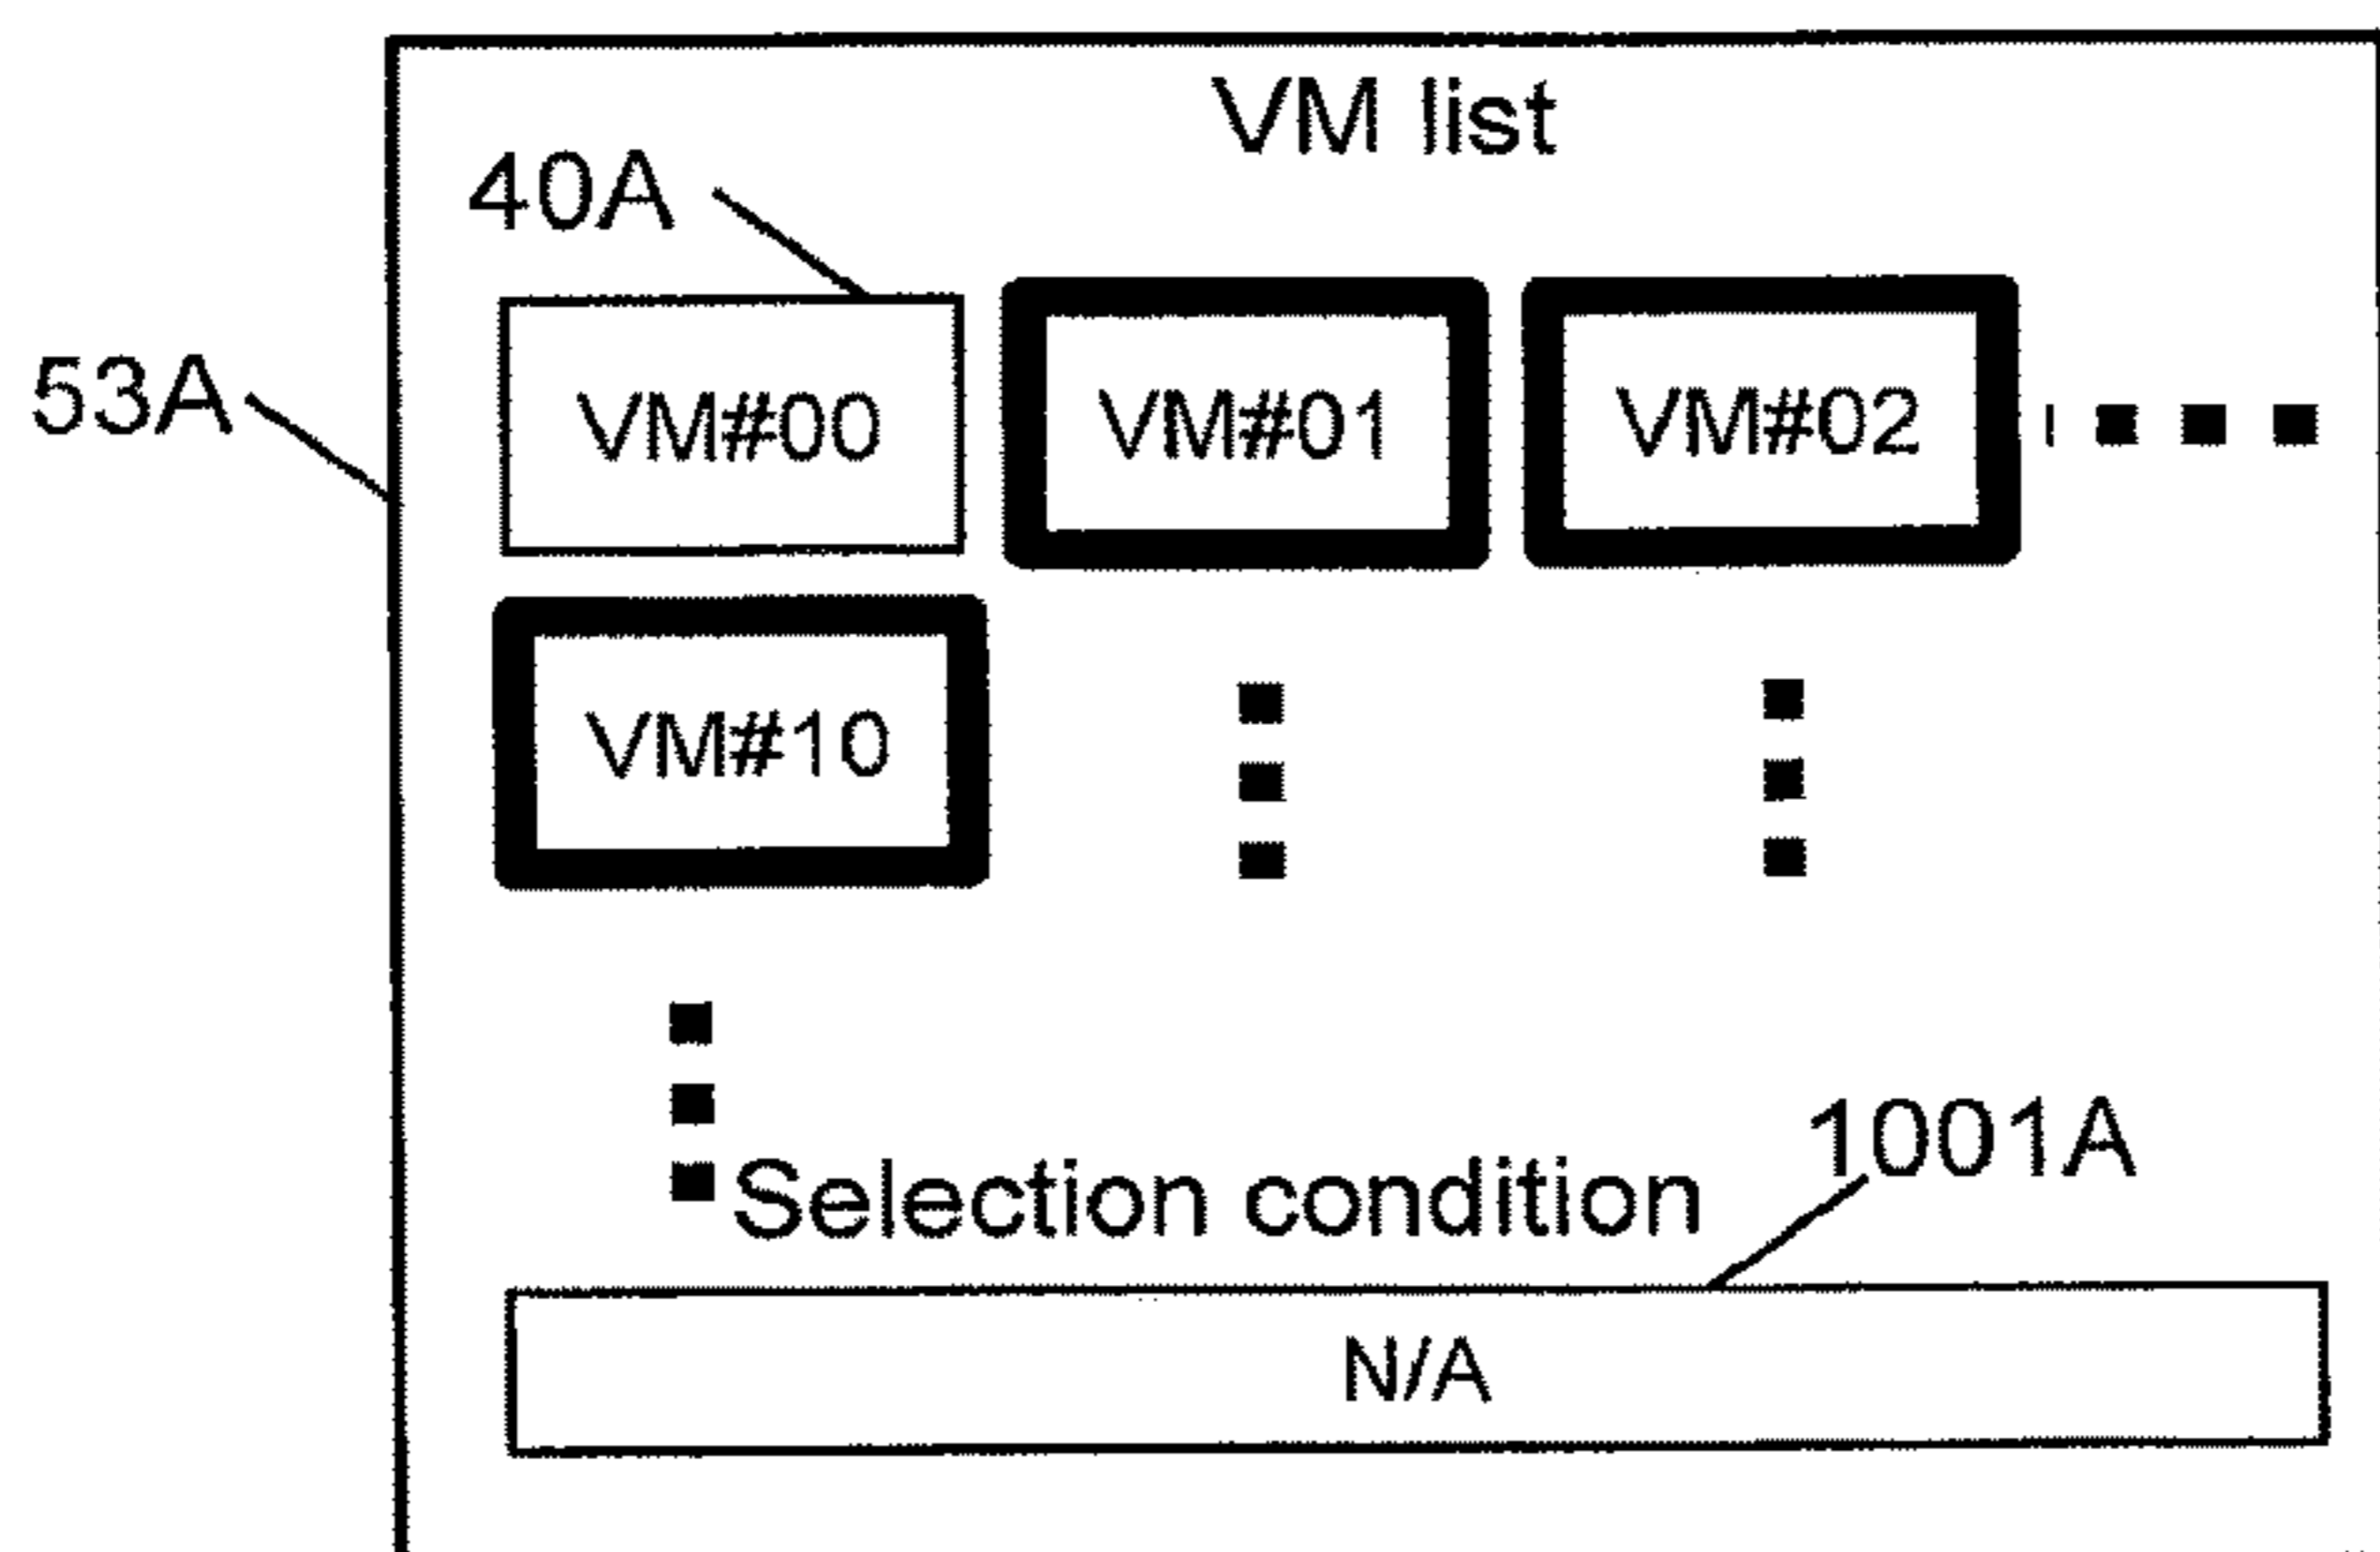 VM list
40A
53A
VM#00 VM#01 VM#02
VM#10
1001A
Selection condition
N/A